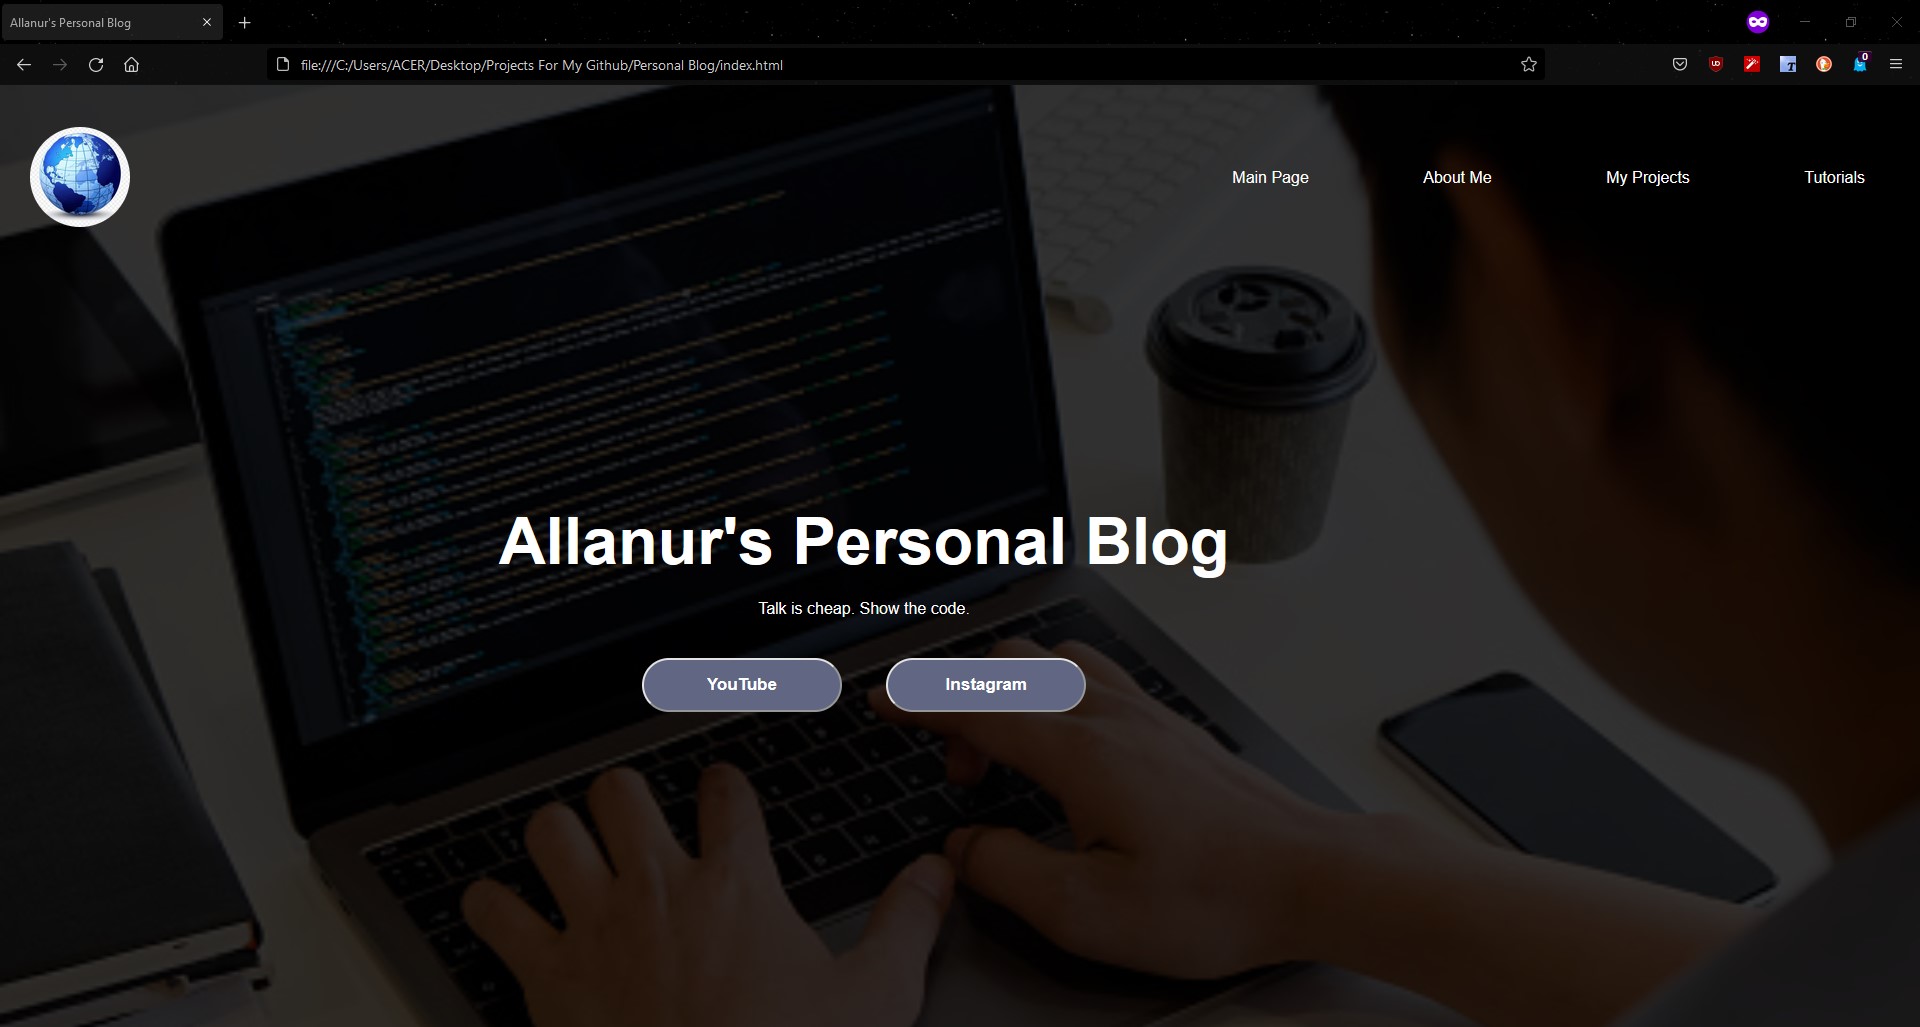 Allanur's Personal Blog
file:///C:/Users/ACER/Desktop/Projects For My Github/Personal Blog/index.html
0
Main Page
About Me
My Projects
Tutorials
Allanur's Personal Blog
Talk is cheap. Show the code.
YouTube
Instagram